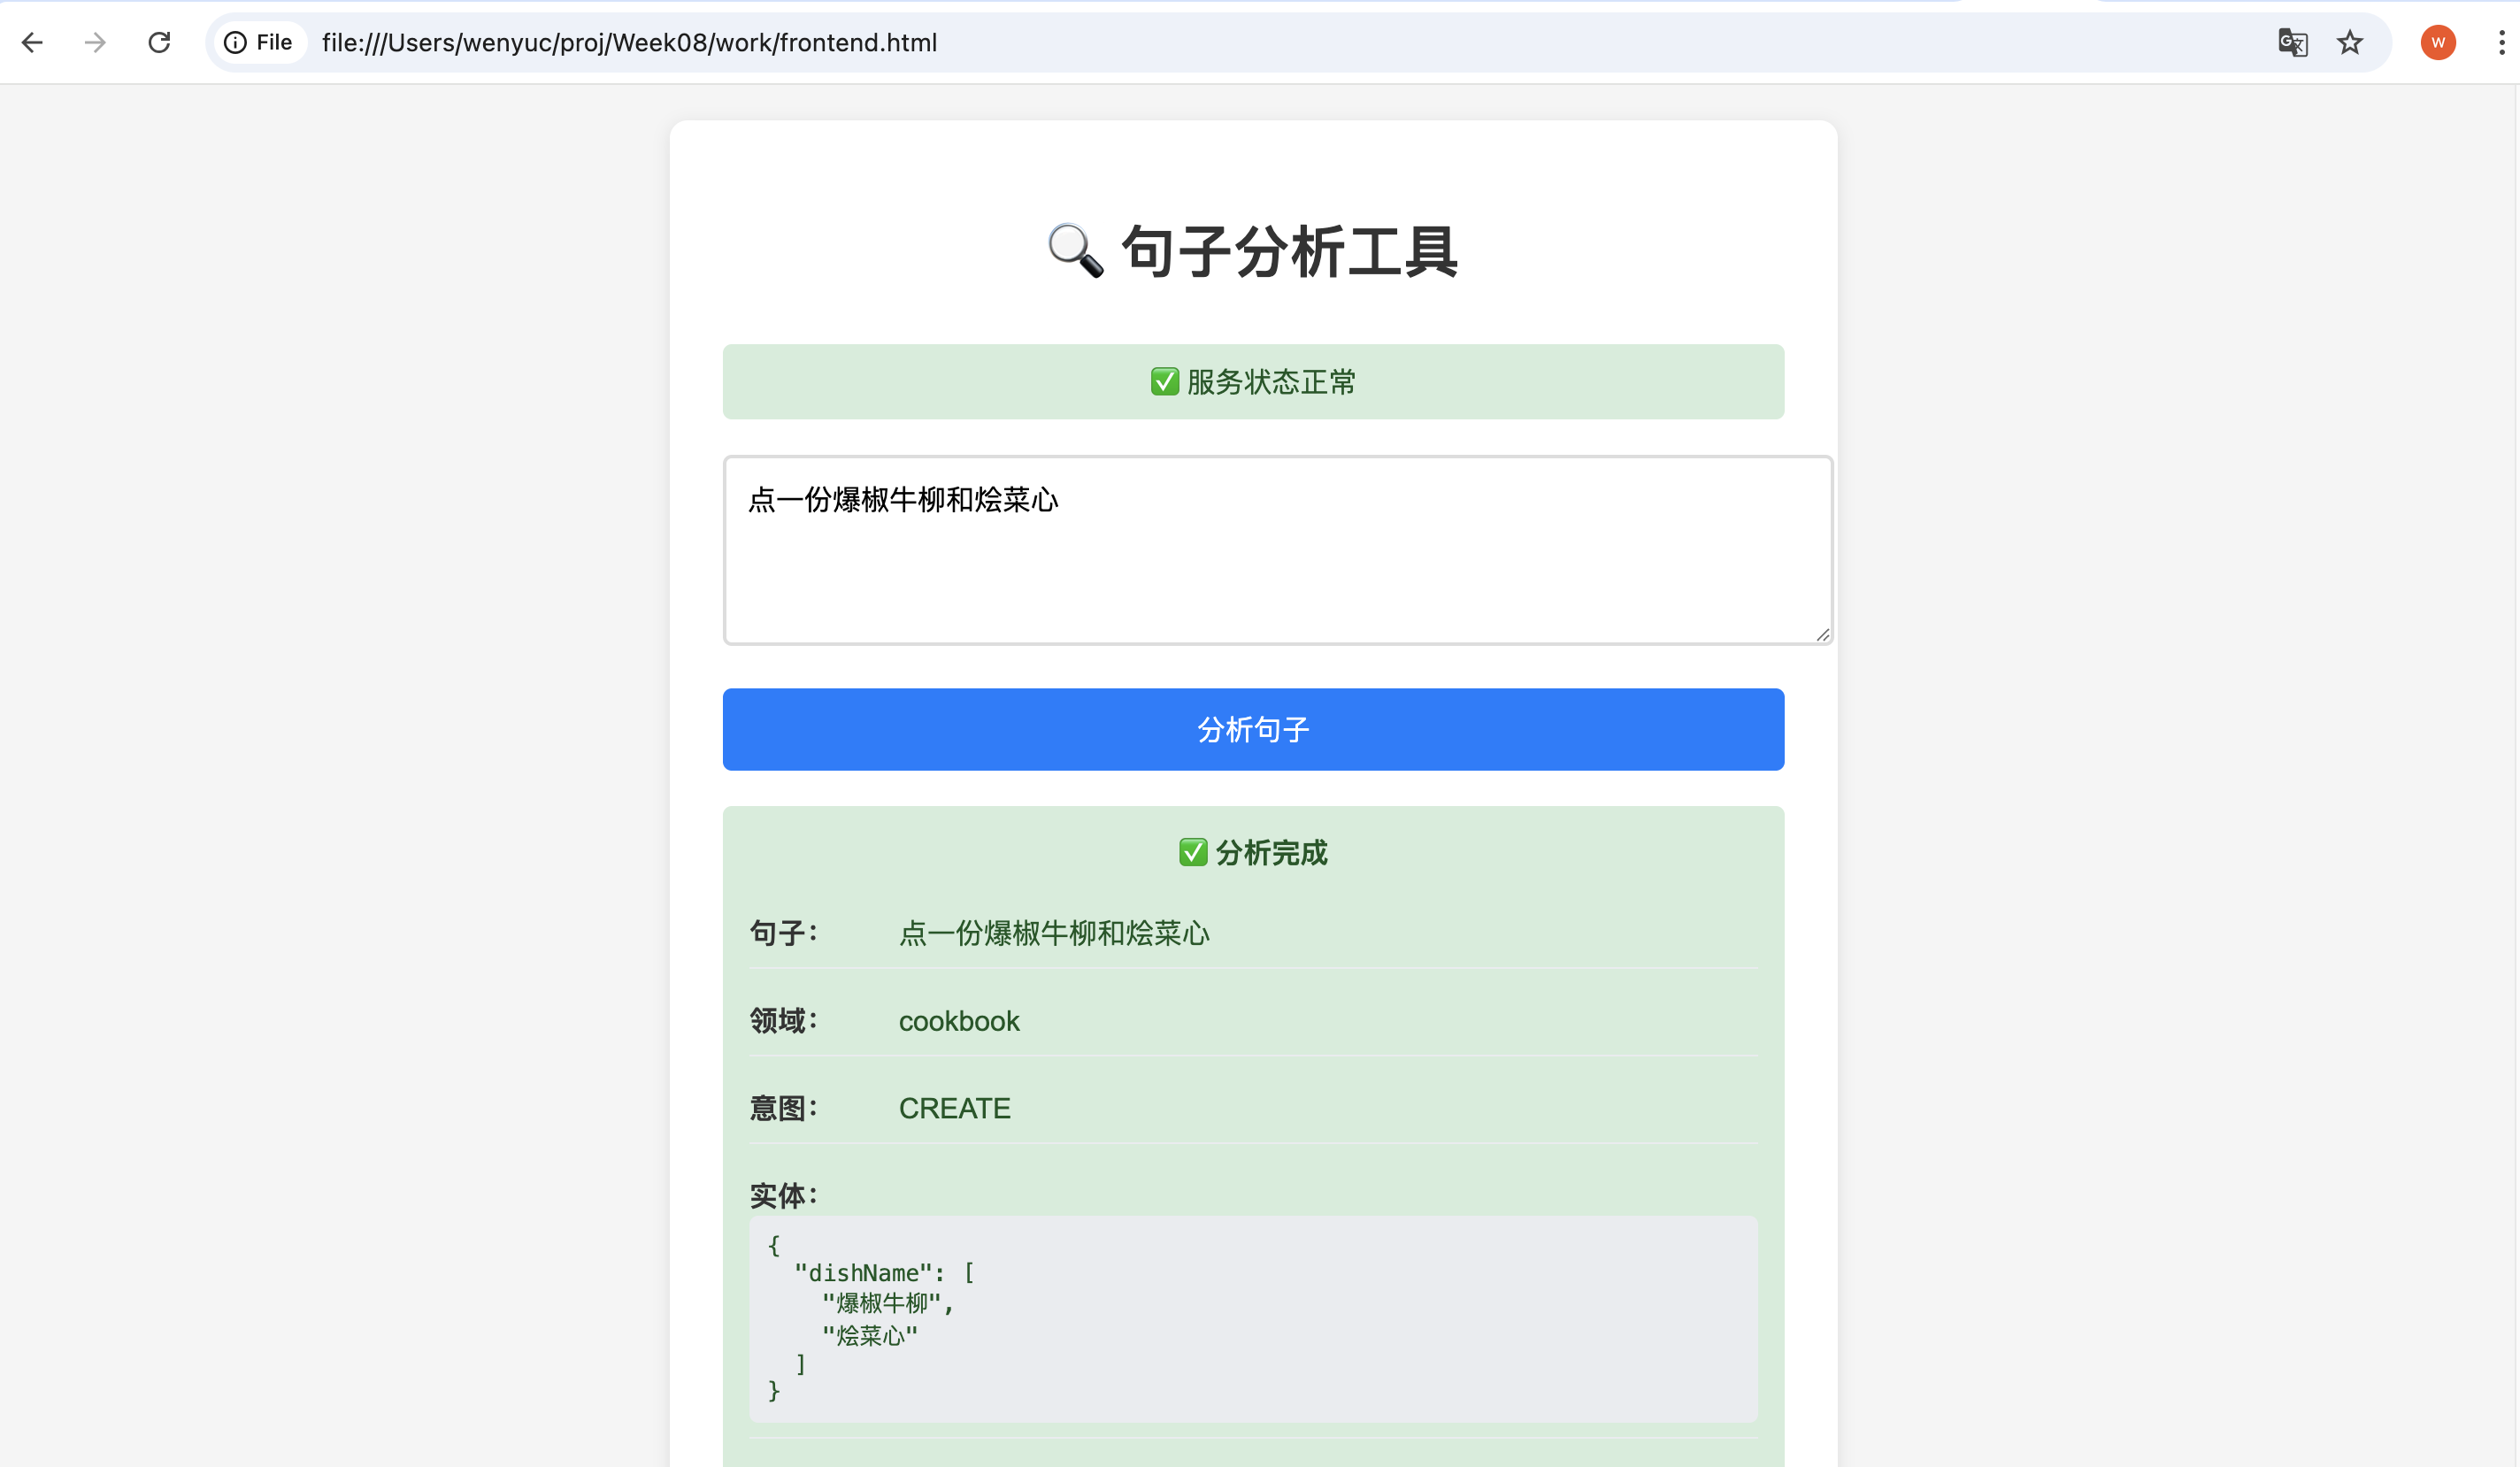 File file:///Users/wenyuc/proj/Week08/work/frontend.html W
🔍 句子分析工具
✅ 服务状态正常
点一份爆椒牛柳和烩菜心
分析句子
✅ 分析完成
句子： 点一份爆椒牛柳和烩菜心
领域： cookbook
意图： CREATE
实体：
{
  "dishName": [
    "爆椒牛柳",
    "烩菜心"
  ]
}